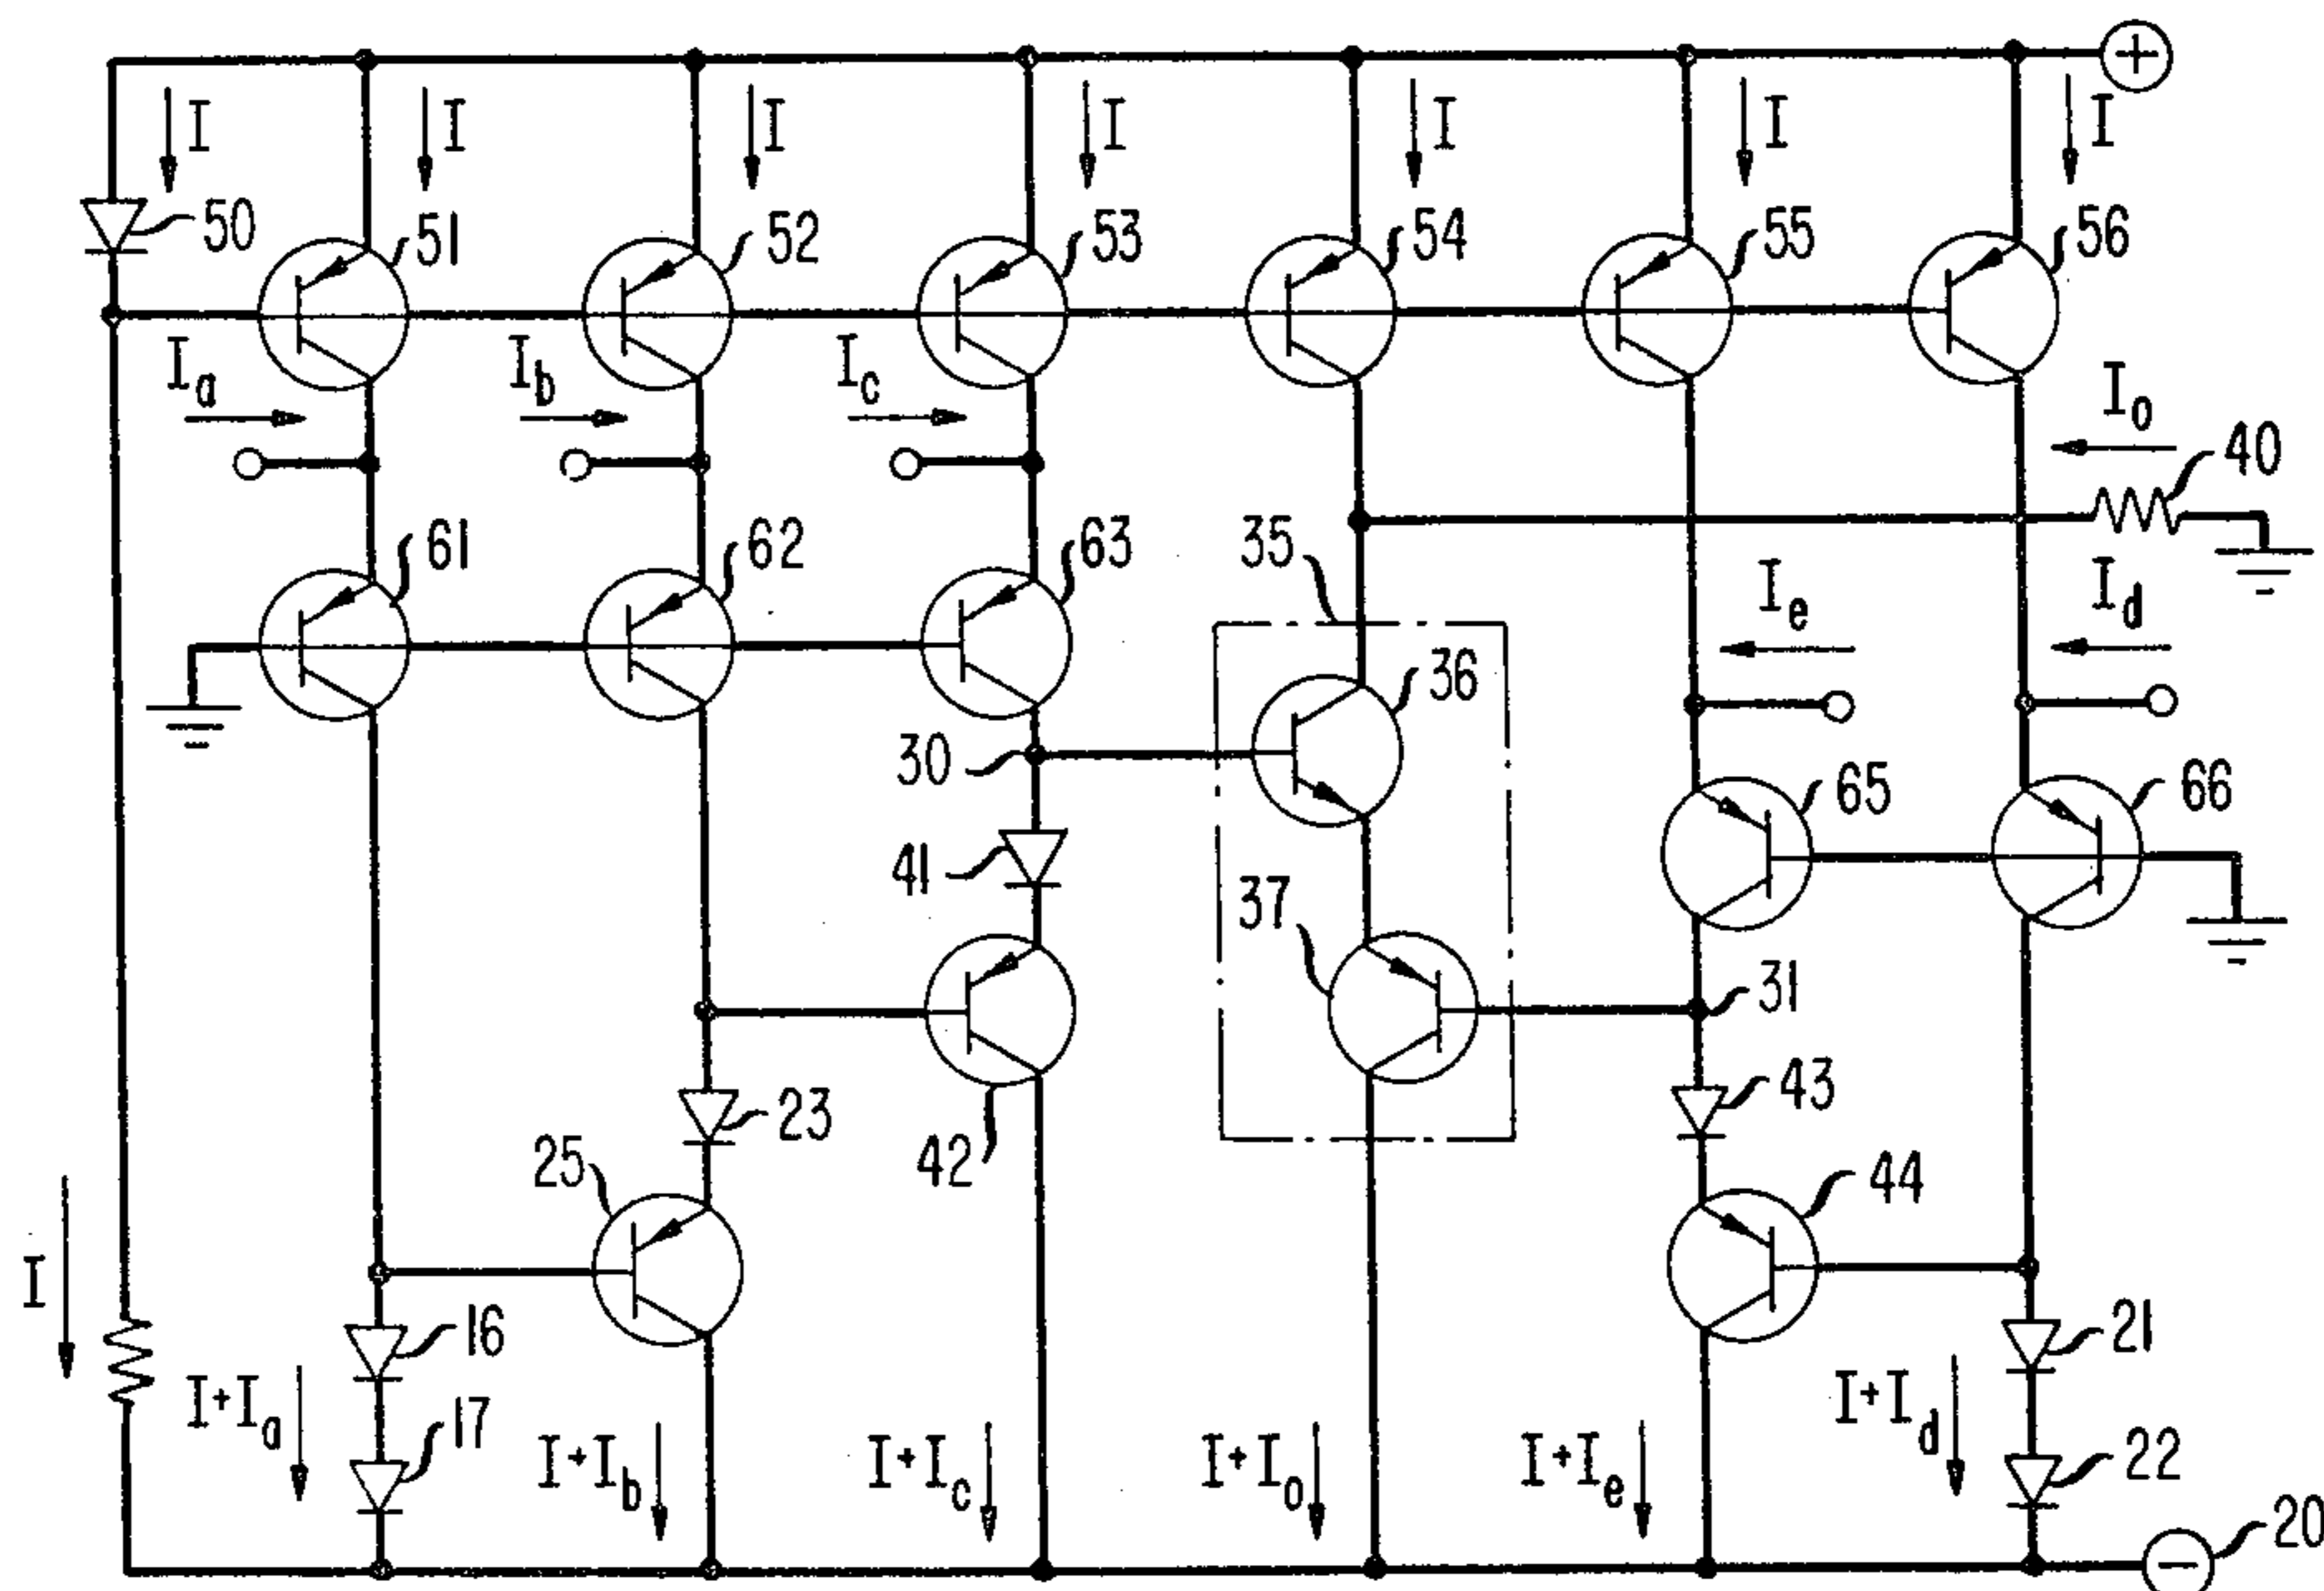 +
I I I I I I I
50 51 52 53 54 55 56
Ia Ib Ic Io
40
61 62 63 35 Ie Id
36
30 65 66
41
37
31
43
23
25 42 44
I
16 21
I+Ia I+Id
17 22
I+Ib I+Ic I+Io I+Ie
20
−